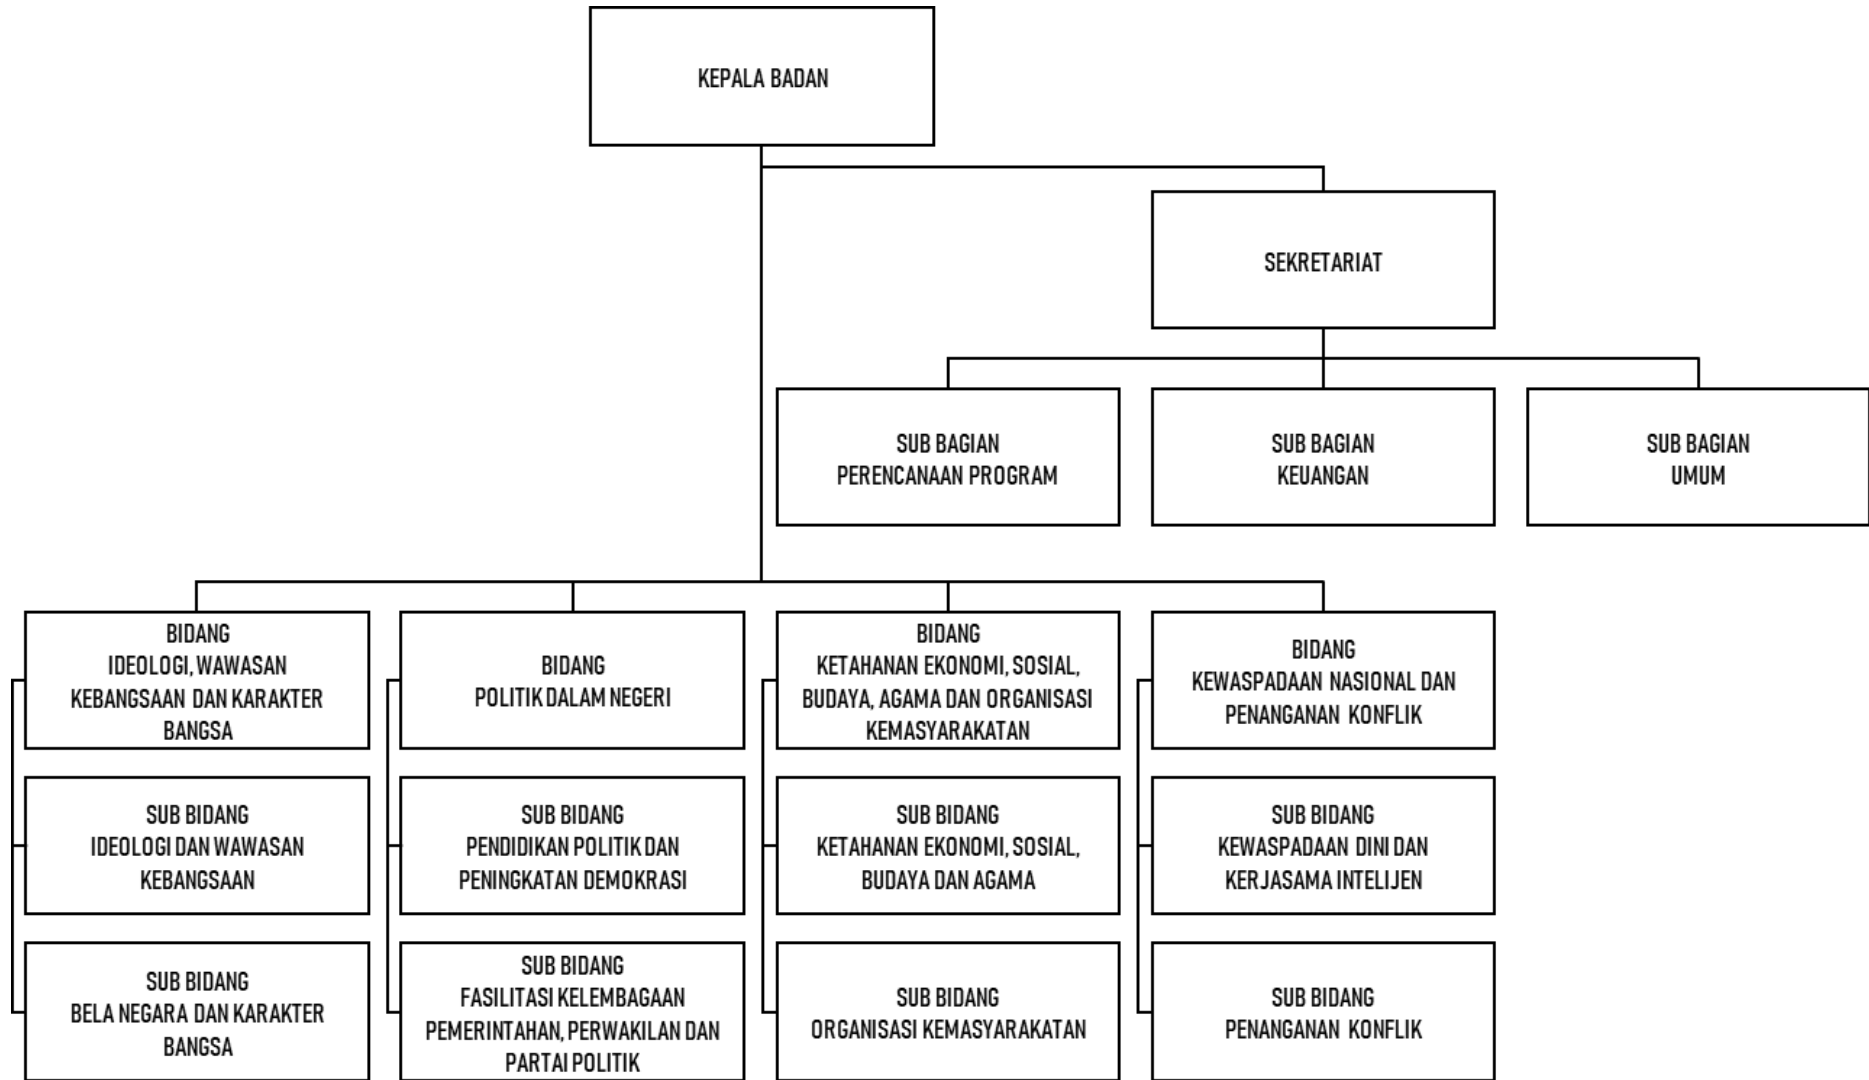 KEPALA BADAN
SEKRETARIAT
SUB BAGIAN
PERENCANAAN PROGRAM
SUB BAGIAN
KEUANGAN
SUB BAGIAN
UMUM
BIDANG
IDEOLOGI, WAWASAN
KEBANGSAAN DAN KARAKTER
BANGSA
BIDANG
POLITIK DALAM NEGERI
BIDANG
KETAHANAN EKONOMI, SOSIAL,
BUDAYA, AGAMA DAN ORGANISASI
KEMASYARAKATAN
BIDANG
KEWASPADAAN NASIONAL DAN
PENANGANAN KONFLIK
SUB BIDANG
IDEOLOGI DAN WAWASAN
KEBANGSAAN
SUB BIDANG
PENDIDIKAN POLITIK DAN
PENINGKATAN DEMOKRASI
SUB BIDANG
KETAHANAN EKONOMI, SOSIAL,
BUDAYA DAN AGAMA
SUB BIDANG
KEWASPADAAN DINI DAN
KERJASAMA INTELIJEN
SUB BIDANG
BELA NEGARA DAN KARAKTER
BANGSA
SUB BIDANG
FASILITASI KELEMBAGAAN
PEMERINTAHAN, PERWAKILAN DAN
PARTAI POLITIK
SUB BIDANG
ORGANISASI KEMASYARAKATAN
SUB BIDANG
PENANGANAN KONFLIK